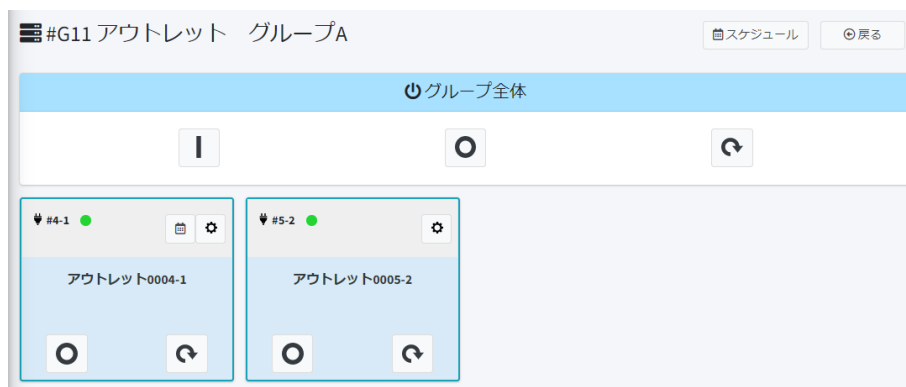 #G11 アウトレット　グループA
スケジュール
戻る
グループ全体
#4-1
#5-2
アウトレット0004-1
アウトレット0005-2